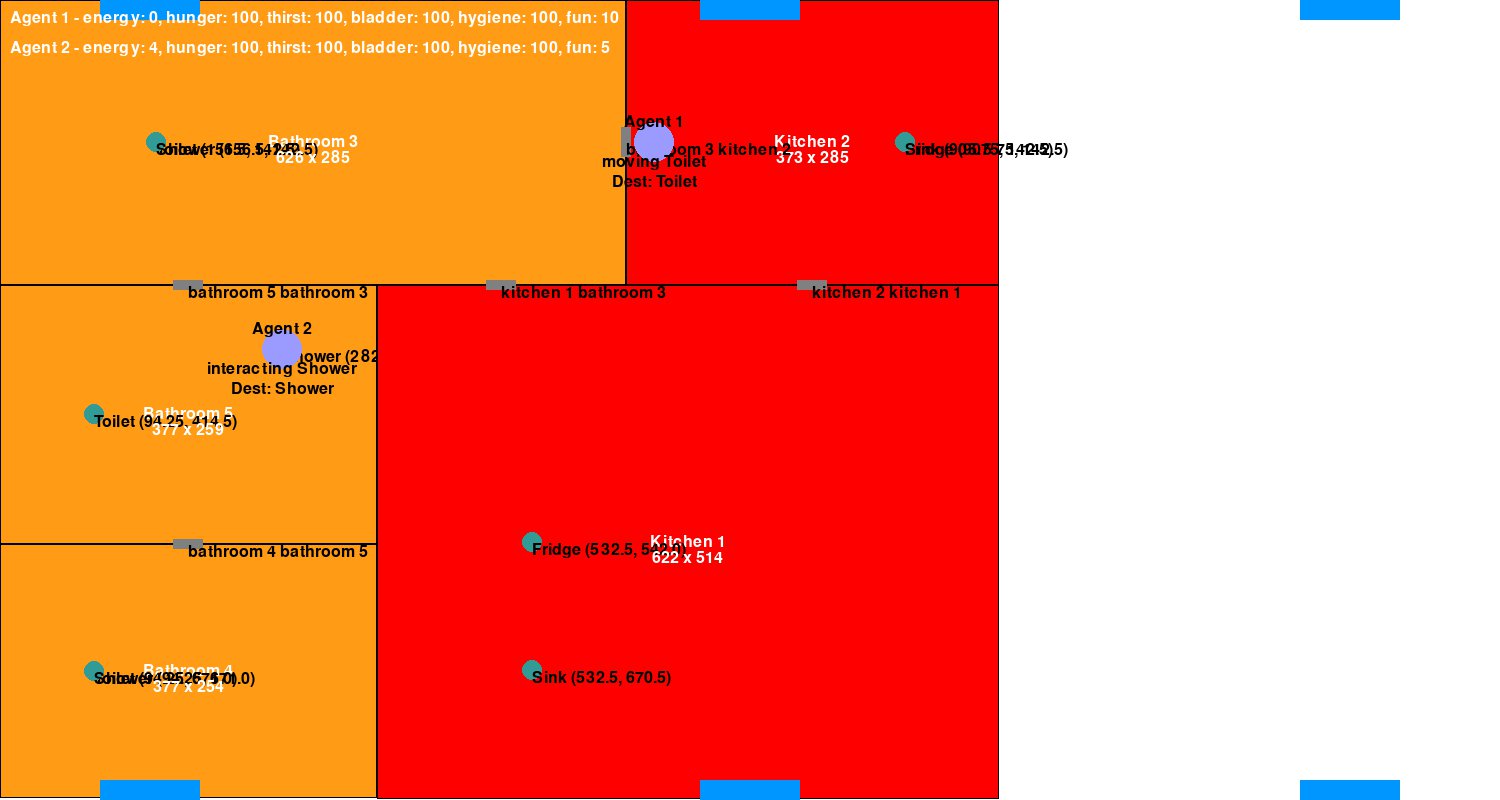 Agent 1 - energy: 0, hunger: 100, thirst: 100, bladder: 100, hygiene: 100, fun: 10
Agent 2 - energy: 4, hunger: 100, thirst: 100, bladder: 100, hygiene: 100, fun: 5
Agent 1
Bathroom 3
626 x 285
3 kitchen 2
Kitchen 2
373 x 285
moving Toilet
Dest: Toilet
bathroom 5 bathroom 3
kitchen 1 bathroom 3
kitchen 2 kitchen 1
Agent 2
interacting Shower
Dest: Shower
Bathroom 5
Toilet (94.25, 414.5)
377 x 259
Kitchen 1
Fridge (532.5, 542.0)
622 x 514
bathroom 4 bathroom 5
Bathroom 4
377 x 254
Sink (532.5, 670.5)